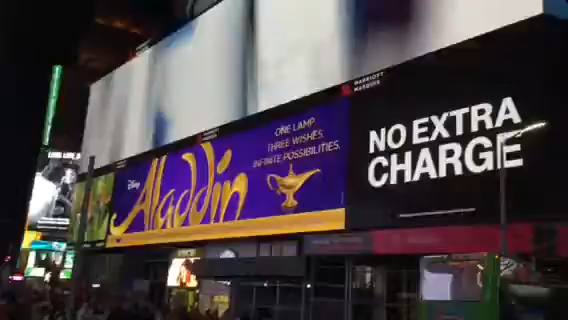 MARRIOTT
MARQUIS
NO EXTRA
CHARGE
ONE LAMP.
THREE WISHES.
INFINITE POSSIBILITIES.
Disney
Aladdin